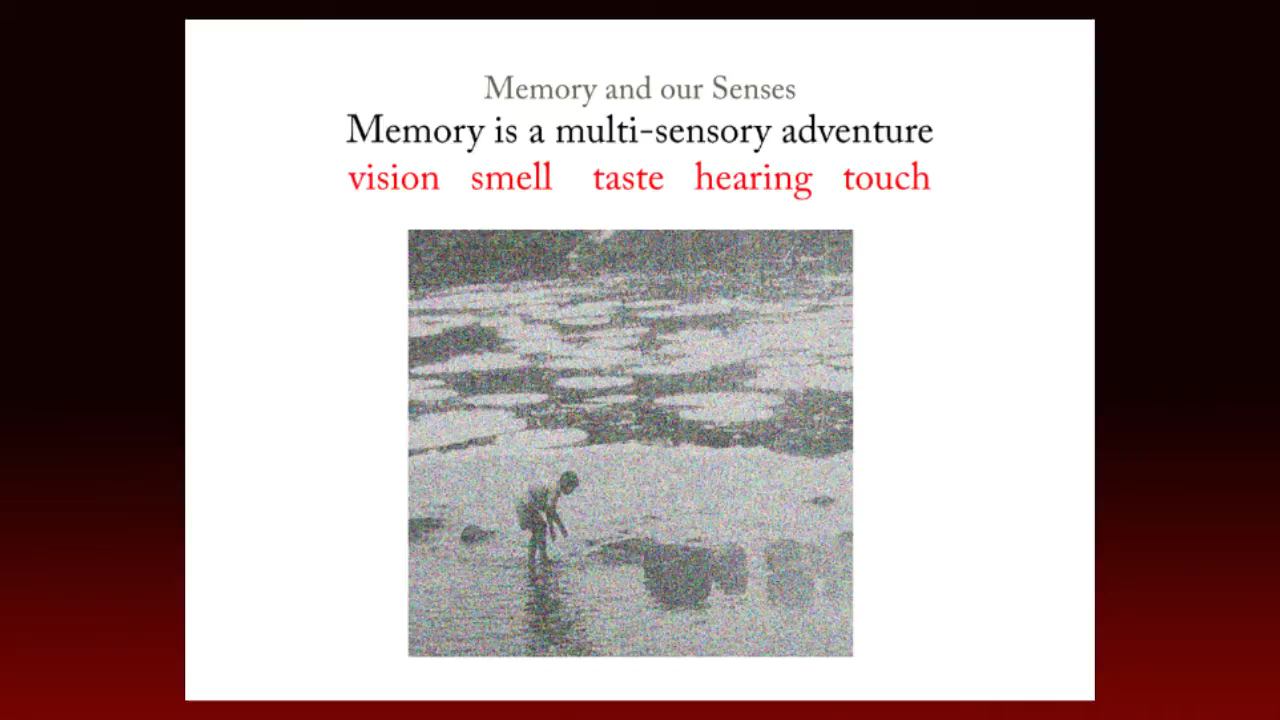 Memory and our Senses
Memory is a multi-sensory adventure
vision smell taste hearing touch